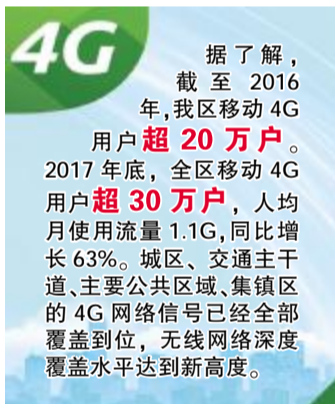 4G
据了解，
截至 2016
年,我区移动 4G
用户超 20 万户。
2017 年底，全区移动 4G
用户超 30 万户，人均
月使用流量 1.1G,同比增
长 63%。城区、交通主干
道、主要公共区域、集镇区
的 4G 网络信号已经全部
覆盖到位，无线网络深度
覆盖水平达到新高度。